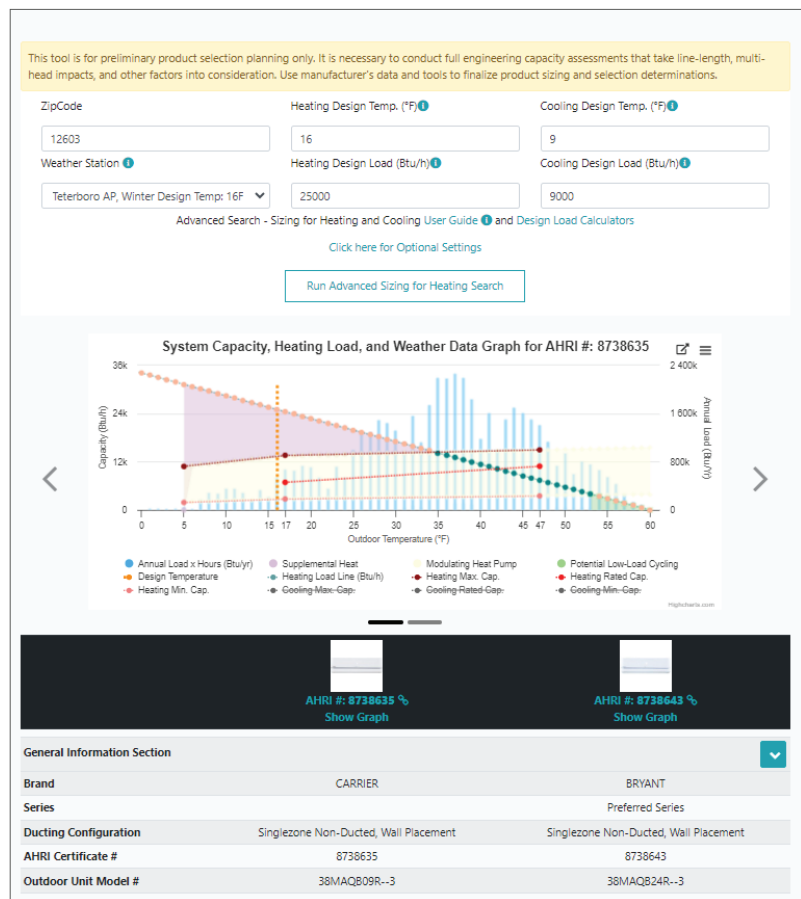 This tool is for preliminary product selection planning only. It is necessary to conduct full engineering capacity assessments that take line-length, multi-
head impacts, and other factors into consideration. Use manufacturer's data and tools to finalize product sizing and selection determinations.
ZipCode Heating Design Temp. (°F) Cooling Design Temp. (°F)
12603 16 9
Weather Station Heating Design Load (Btu/h) Cooling Design Load (Btu/h)
Teterboro AP, Winter Design Temp: 16F 25000 9000
Advanced Search - Sizing for Heating and Cooling User Guide and Design Load Calculators
Click here for Optional Settings
Run Advanced Sizing for Heating Search
System Capacity, Heating Load, and Weather Data Graph for AHRI #: 8738635
36k 2 400k
24k 1 600k
12k 800k
0 0
Capacity (Btu/h)
Annual Load (Btu/yr)
0 5 10 15 17 20 25 30 35 40 45 47 50 55 60
Outdoor Temperature (°F)
Annual Load x Hours (Btu/yr) Supplemental Heat Modulating Heat Pump Potential Low-Load Cycling
Design Temperature Heating Load Line (Btu/h) Heating Max. Cap. Heating Rated Cap.
Heating Min. Cap. Cooling Max. Cap. Cooling Rated Cap. Cooling Min. Cap.
Highcharts.com
AHRI #: 8738635 AHRI #: 8738643
Show Graph Show Graph
General Information Section
Brand CARRIER BRYANT
Series Preferred Series
Ducting Configuration Singlezone Non-Ducted, Wall Placement Singlezone Non-Ducted, Wall Placement
AHRI Certificate # 8738635 8738643
Outdoor Unit Model # 38MAQB09R--3 38MAQB24R--3